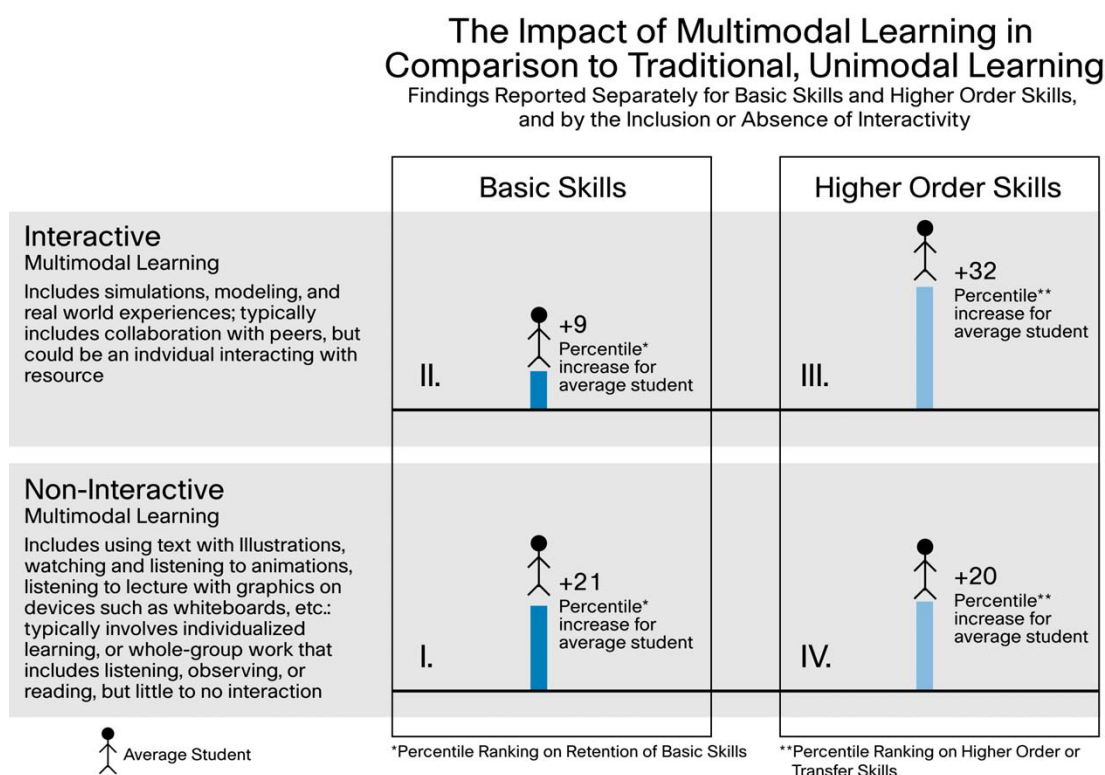 The Impact of Multimodal Learning in
Comparison to Traditional, Unimodal Learning
Findings Reported Separately for Basic Skills and Higher Order Skills,
and by the Inclusion or Absence of Interactivity
Basic Skills
Higher Order Skills
Interactive
Multimodal Learning
Includes simulations, modeling, and
real world experiences; typically
includes collaboration with peers, but
could be an indvidual interacting with
resource
II.
+9
Percentile*
increase for
average student
III.
+32
Percentile**
increase for
average student
Non-Interactive
Multimodal Learning
Includes using text with Illustrations,
watching and listening to animations,
listening to lecture with graphics on
devices such as whiteboards, etc.:
typically involves individualized
learning, or whole-group work that
includes listening, observing, or
reading, but little to no interaction
I.
+21
Percentile*
increase for
average student
IV.
+20
Percentile**
increase for
average student
Average Student
*Percentile Ranking on Retention of Basic Skills
**Percentile Ranking on Higher Order or
Transfer Skills